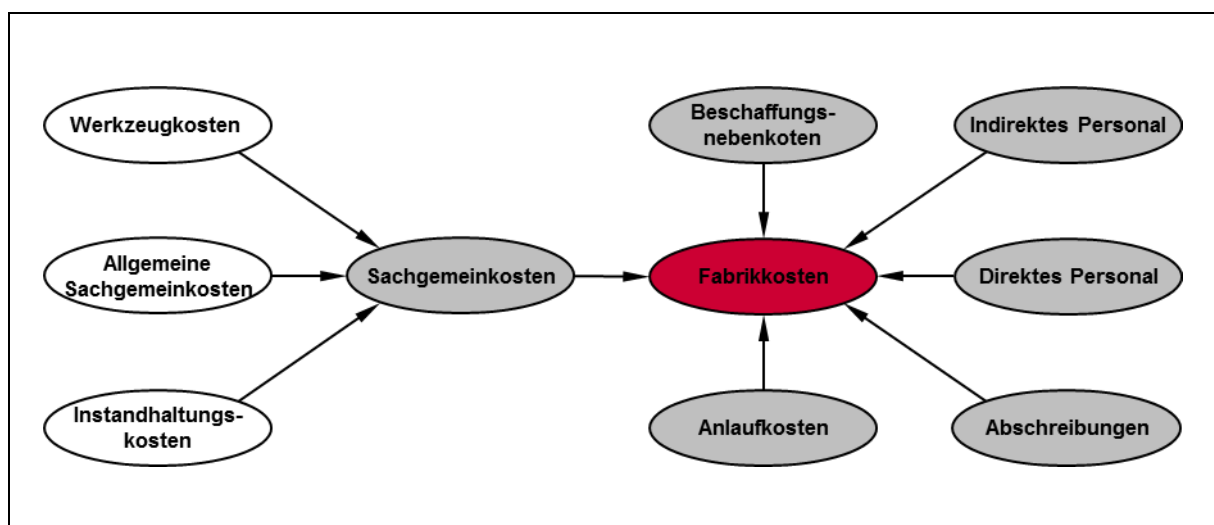 Werkzeugkosten
Beschaffungs-
nebenkoten
Indirektes Personal
Allgemeine
Sachgemeinkosten
Sachgemeinkosten
Fabrikkosten
Direktes Personal
Instandhaltungs-
kosten
Anlaufkosten
Abschreibungen